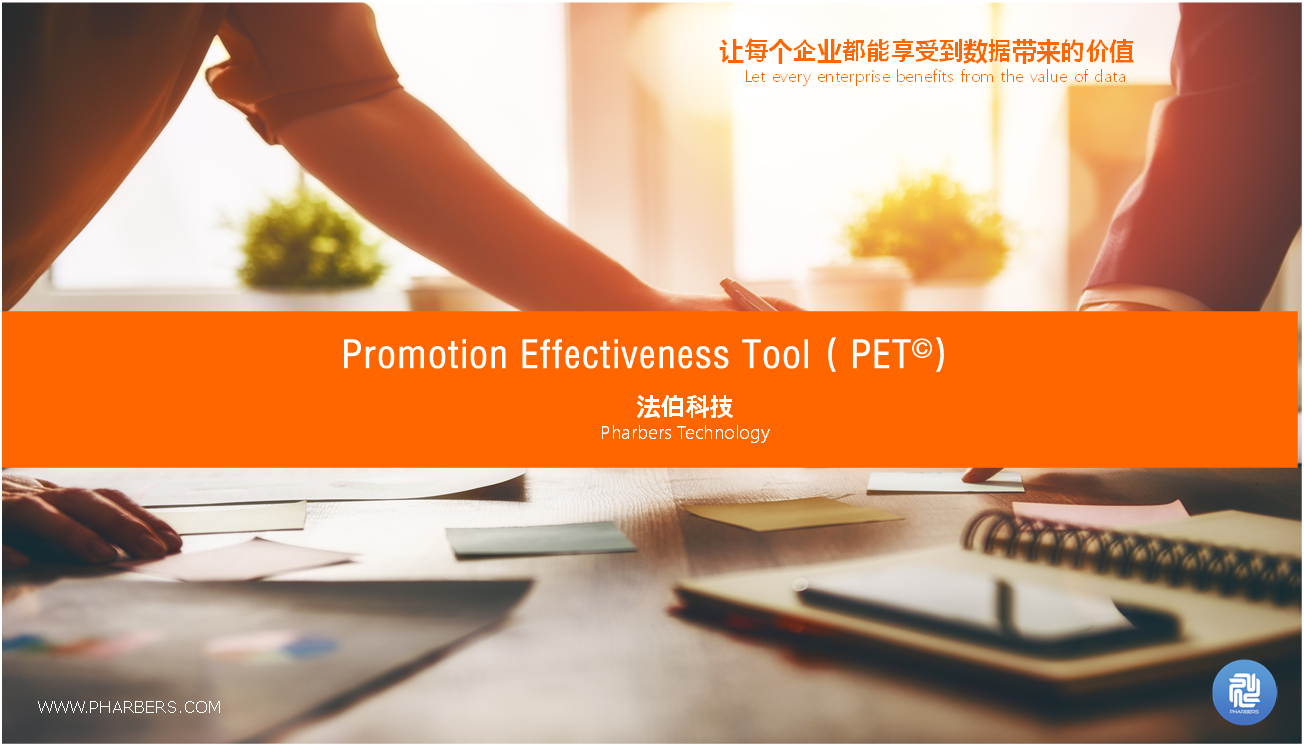 让每个企业都能享受到数据带来的价值
Let every enterprise benefits from the value of data
Promotion Effectiveness Tool ( PET©)
法伯科技
Pharbers Technology
WWW.PHARBERS.COM
PHARBERS